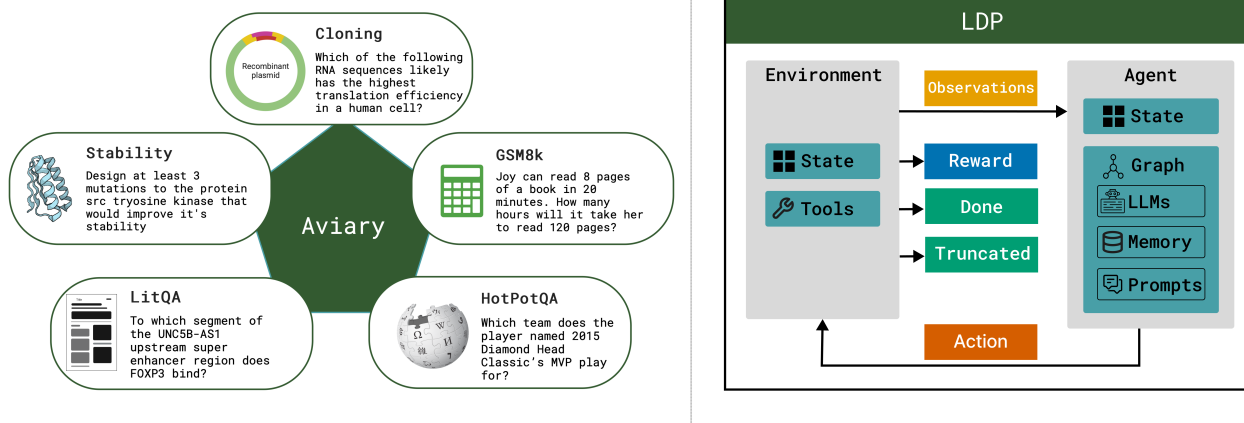 Cloning
Recombinant
plasmid
Which of the following
RNA sequences likely
has the highest
translation efficiency
in a human cell?
Stability
Design at least 3
mutations to the protein
src tryosine kinase that
would improve it's
stability
GSM8k
Joy can read 8 pages
of a book in 20
minutes. How many
hours will it take her
to read 120 pages?
Aviary
LitQA
To which segment of
the UNC5B-AS1
upstream super
enhancer region does
FOXP3 bind?
HotPotQA
Which team does the
player named 2015
Diamond Head
Classic's MVP play
for?
LDP
Environment
State
Tools
Observations
Reward
Done
Truncated
Action
Agent
State
Graph
LLMs
Memory
Prompts